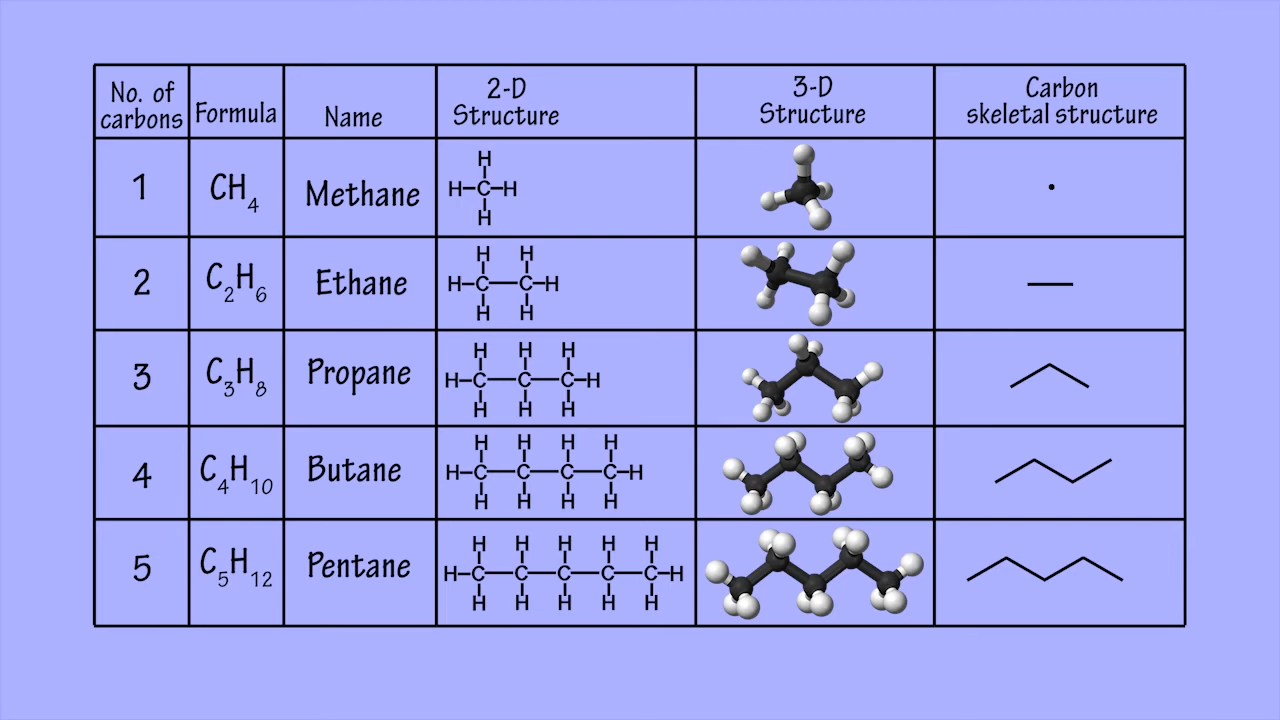 No. of
carbons
Formula
Name
2-D
Structure
3-D
Structure
Carbon
skeletal structure
1
CH₄
Methane
H
H–C–H
H
2
C₂H₆
Ethane
H H
H–C–C–H
H H
3
C₃H₈
Propane
H H H
H–C–C–C–H
H H H
4
C₄H₁₀
Butane
H H H H
H–C–C–C–C–H
H H H H
5
C₅H₁₂
Pentane
H H H H H
H–C–C–C–C–C–H
H H H H H